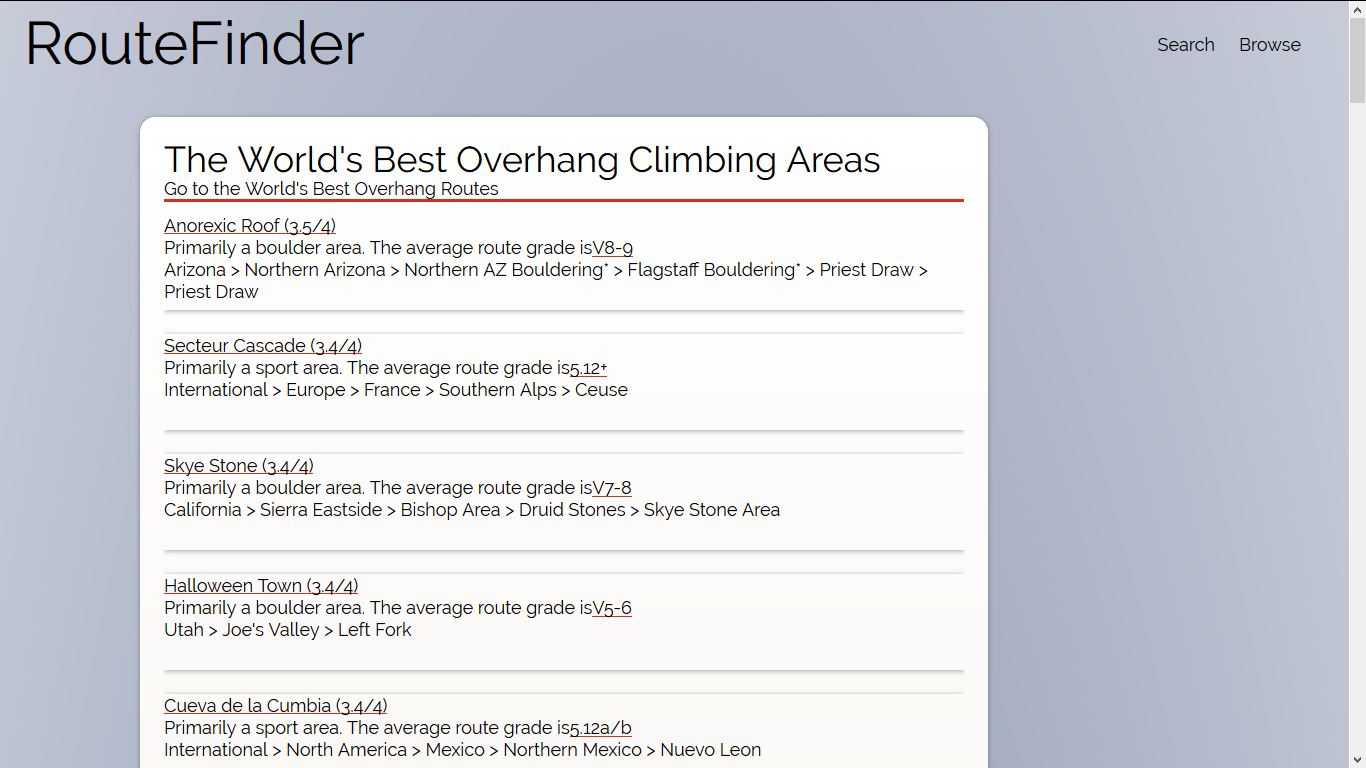 RouteFinder
Search Browse
The World's Best Overhang Climbing Areas
Go to the World's Best Overhang Routes
Anorexic Roof (3.5/4)
Primarily a boulder area. The average route grade isV8-9
Arizona > Northern Arizona > Northern AZ Bouldering* > Flagstaff Bouldering* > Priest Draw >
Priest Draw
Secteur Cascade (3.4/4)
Primarily a sport area. The average route grade is5.12+
International > Europe > France > Southern Alps > Ceuse
Skye Stone (3.4/4)
Primarily a boulder area. The average route grade isV7-8
California > Sierra Eastside > Bishop Area > Druid Stones > Skye Stone Area
Halloween Town (3.4/4)
Primarily a boulder area. The average route grade isV5-6
Utah > Joe's Valley > Left Fork
Cueva de la Cumbia (3.4/4)
Primarily a sport area. The average route grade is5.12a/b
International > North America > Mexico > Northern Mexico > Nuevo Leon